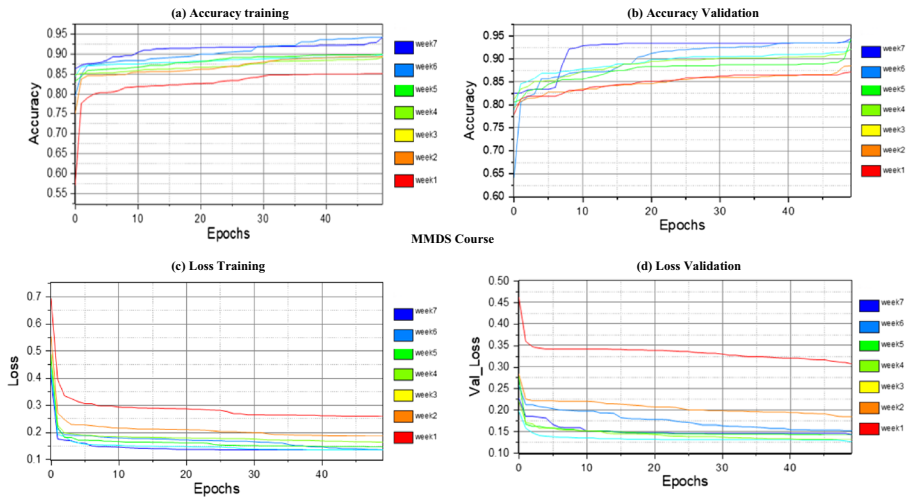 (a) Accuracy training
0.95
0.90
0.85
0.80
0.75
0.70
0.65
0.60
0.55
Accuracy
0 10 20 30 40
Epochs
week7
week6
week5
week4
week3
week2
week1
(b) Accuracy Validation
0.95
0.90
0.85
0.80
0.75
0.70
0.65
0.60
Accuracy
0 10 20 30 40
Epochs
week7
week6
week5
week4
week3
week2
week1
MMDS Course
(c) Loss Training
0.7
0.6
0.5
0.4
0.3
0.2
0.1
Loss
0 10 20 30 40
Epochs
week7
week6
week5
week4
week3
week2
week1
(d) Loss Validation
0.50
0.45
0.40
0.35
0.30
0.25
0.20
0.15
0.10
Val_Loss
0 10 20 30 40
Epochs
week7
week6
week5
week4
week3
week2
week1